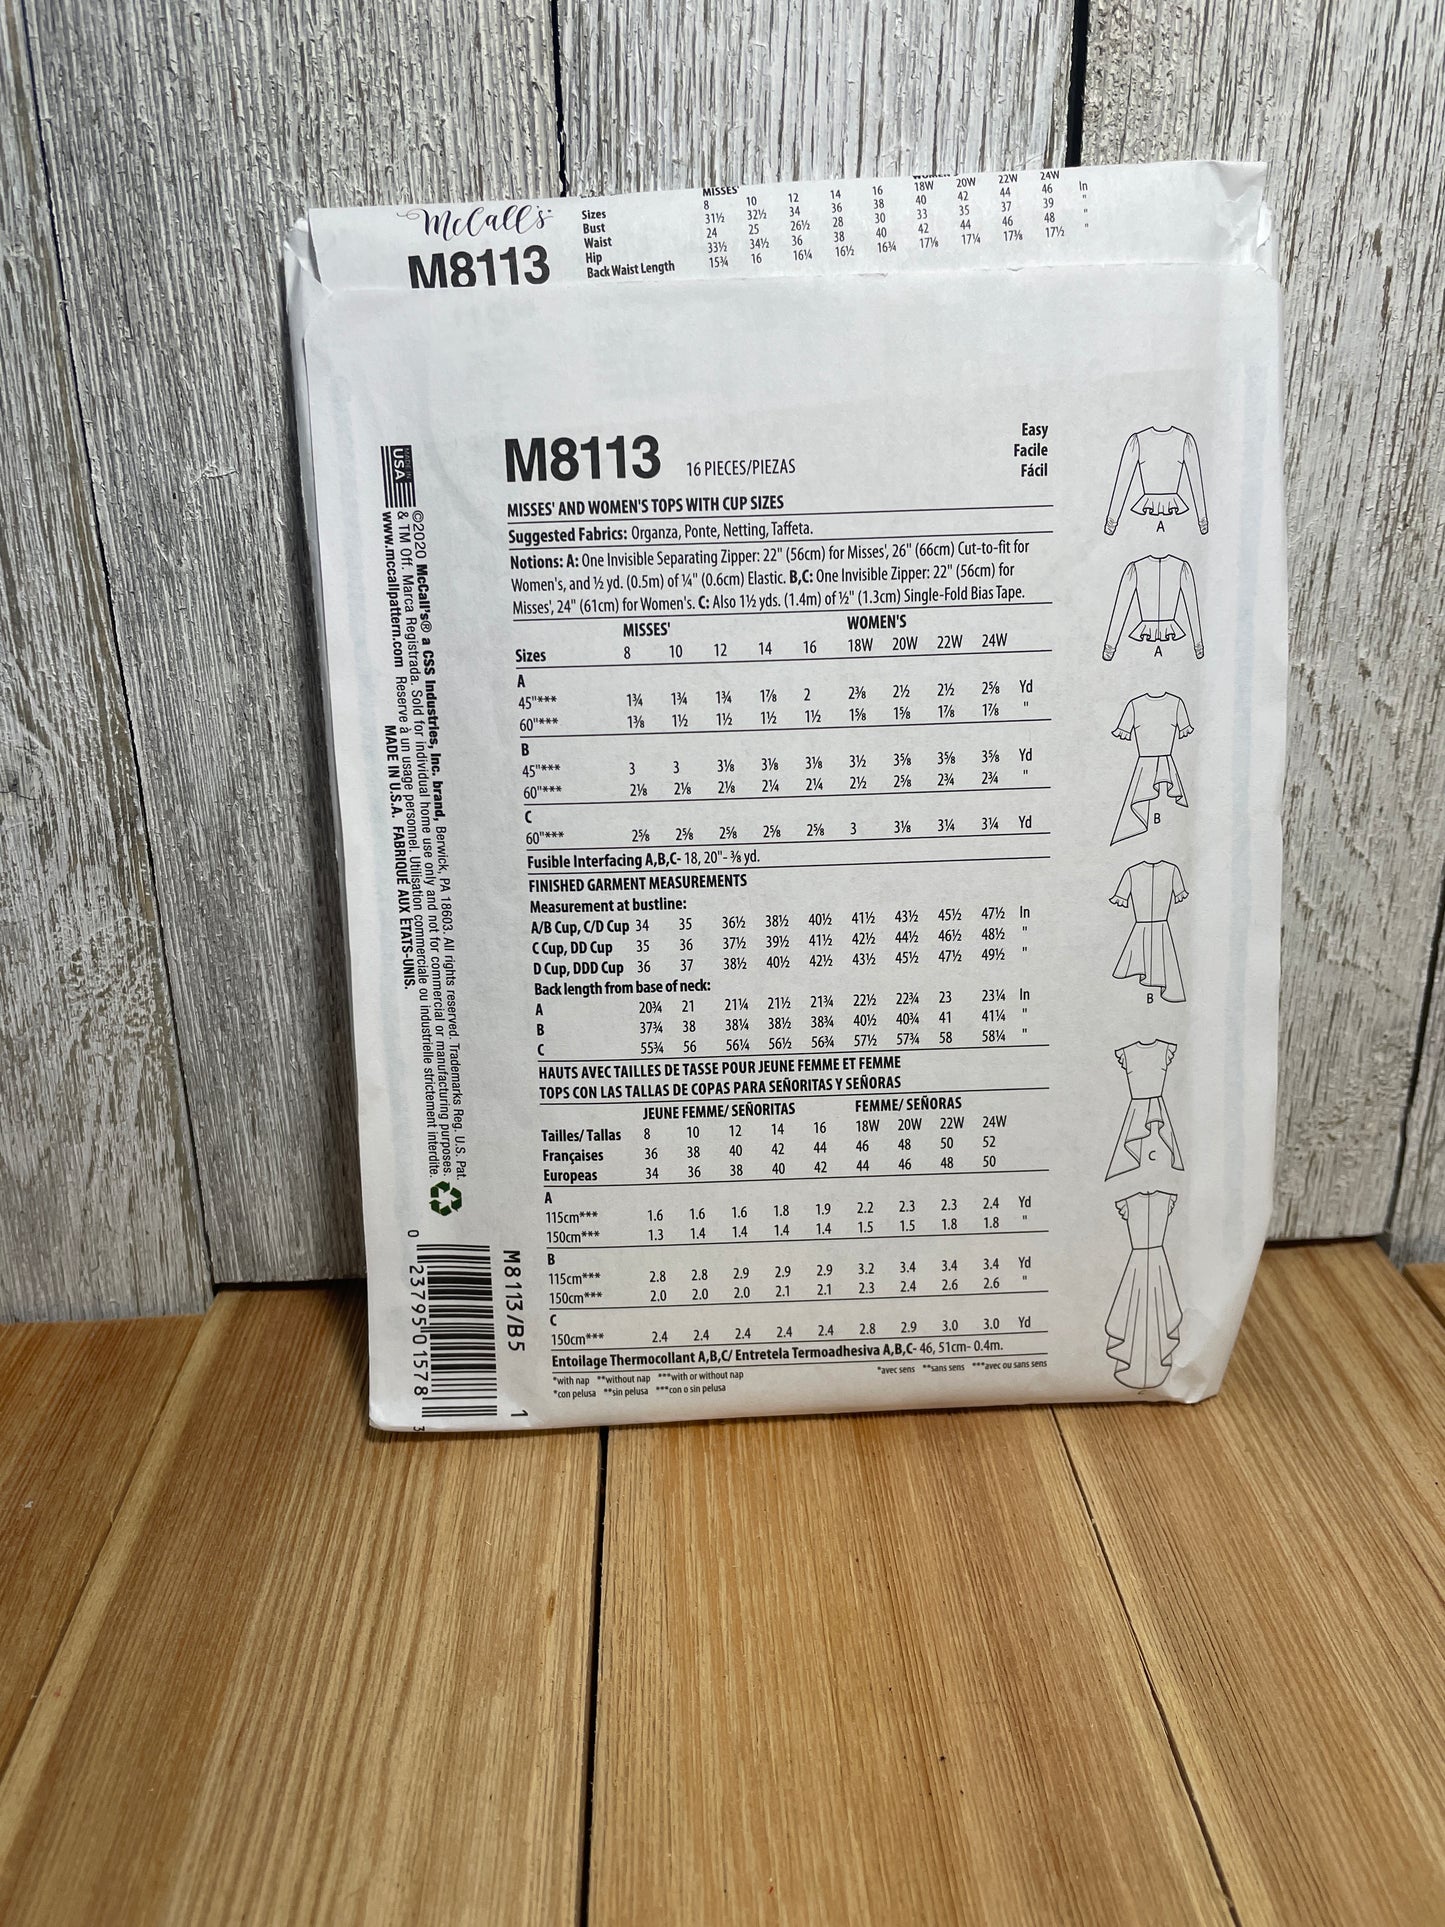 McCall's
M8113
MISSES'
Sizes 8 10 12 14 16 18W 20W 22W 24W
Bust 31½ 32½ 34 36 38 40 42 44 46 In
Waist 24 25 26½ 28 30 33 35 37 39 "
Hip 33½ 34½ 36 38 40 42 44 46 48 "
Back Waist Length 15¾ 16 16¼ 16½ 16¾ 17⅛ 17¼ 17⅜ 17½ "
M8113 16 PIECES/PIEZAS
Easy
Facile
Fácil
MISSES' AND WOMEN'S TOPS WITH CUP SIZES
Suggested Fabrics: Organza, Ponte, Netting, Taffeta.
Notions: A: One Invisible Separating Zipper: 22" (56cm) for Misses', 26" (66cm) Cut-to-fit for
Women's, and ½ yd. (0.5m) of ¼" (0.6cm) Elastic. B,C: One Invisible Zipper: 22" (56cm) for
Misses', 24" (61cm) for Women's. C: Also 1½ yds. (1.4m) of ½" (1.3cm) Single-Fold Bias Tape.
MISSES' WOMEN'S
Sizes 8 10 12 14 16 18W 20W 22W 24W
A
45"*** 1¾ 1¾ 1¾ 1⅞ 2 2⅜ 2½ 2½ 2⅝ Yd
60"*** 1⅜ 1½ 1½ 1½ 1½ 1⅝ 1⅝ 1⅞ 1⅞ "
B
45"*** 3 3 3⅛ 3⅛ 3⅛ 3½ 3⅝ 3⅝ 3⅝ Yd
60"*** 2⅛ 2⅛ 2⅛ 2¼ 2¼ 2½ 2⅝ 2¾ 2¾ "
C
60"*** 2⅝ 2⅝ 2⅝ 2⅝ 2⅝ 3 3⅛ 3¼ 3¼ Yd
Fusible Interfacing A,B,C- 18, 20"- ⅜ yd.
FINISHED GARMENT MEASUREMENTS
Measurement at bustline:
A/B Cup, C/D Cup 34 35 36½ 38½ 40½ 41½ 43½ 45½ 47½ In
C Cup, DD Cup 35 36 37½ 39½ 41½ 42½ 44½ 46½ 48½ "
D Cup, DDD Cup 36 37 38½ 40½ 42½ 43½ 45½ 47½ 49½ "
Back length from base of neck:
A 20¾ 21 21¼ 21½ 21¾ 22½ 22¾ 23 23¼ In
B 37¾ 38 38¼ 38½ 38¾ 40½ 40¾ 41 41¼ "
C 55¾ 56 56¼ 56½ 56¾ 57½ 57¾ 58 58¼ "
HAUTS AVEC TAILLES DE TASSE POUR JEUNE FEMME ET FEMME
TOPS CON LAS TALLAS DE COPAS PARA SEÑORITAS Y SEÑORAS
JEUNE FEMME/ SEÑORITAS FEMME/ SEÑORAS
Tailles/ Tallas 8 10 12 14 16 18W 20W 22W 24W
Françaises 36 38 40 42 44 46 48 50 52
Europeas 34 36 38 40 42 44 46 48 50
A
115cm*** 1.6 1.6 1.6 1.8 1.9 2.2 2.3 2.3 2.4 Yd
150cm*** 1.3 1.4 1.4 1.4 1.4 1.5 1.5 1.8 1.8 "
B
115cm*** 2.8 2.8 2.9 2.9 2.9 3.2 3.4 3.4 3.4 Yd
150cm*** 2.0 2.0 2.0 2.1 2.1 2.3 2.4 2.6 2.6 "
C
150cm*** 2.4 2.4 2.4 2.4 2.4 2.8 2.9 3.0 3.0 Yd
Entoilage Thermocollant A,B,C/ Entretela Termoadhesiva A,B,C- 46, 51cm- 0.4m.
*with nap **without nap ***with or without nap *avec sens **sans sens ***avec ou sans sens
*con pelusa **sin pelusa ***con o sin pelusa
A
A
B
B
C
C
MADE IN
USA
©2020 McCall's® a CSS Industries, Inc. brand, Berwick, PA 18603. All rights reserved. Trademarks Reg. U.S. Pat.
& TM Off. Marca Registrada. Sold for individual home use only and not for commercial or manufacturing purposes.
www.mccallpattern.com Reserve à un usage personnel. Utilisation commerciale ou industrielle strictement interdite.
MADE IN U.S.A. FABRIQUÉ AUX ÉTATS-UNIS.
M8113/B5 1
0 23795 01578 3